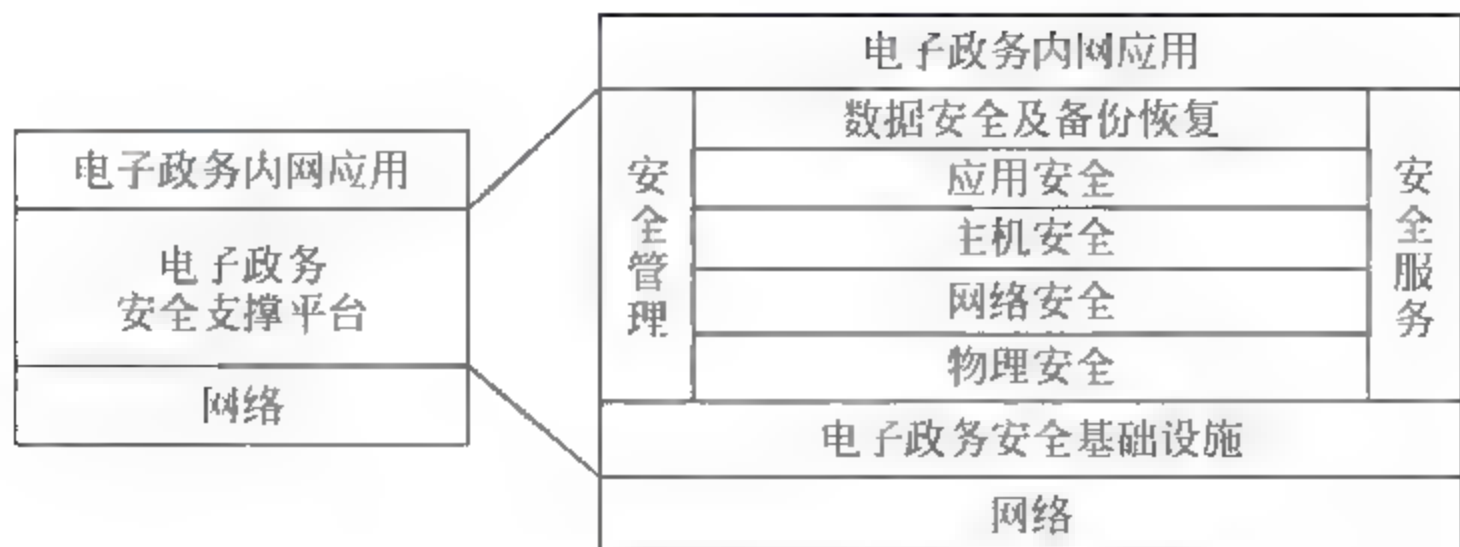 电子政务内网应用
电子政务
安全支撑平台
网络
电子政务内网应用
安全管理
数据安全及备份恢复
应用安全
主机安全
网络安全
物理安全
安全服务
电子政务安全基础设施
网络